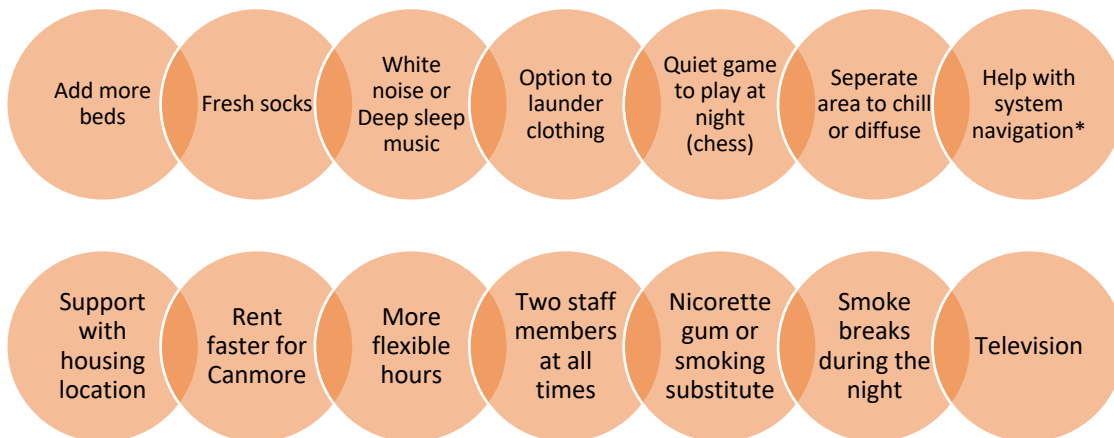 Add more
beds
Fresh socks
White
noise or
Deep sleep
music
Option to
launder
clothing
Quiet game
to play at
night
(chess)
Seperate
area to chill
or diffuse
Help with
system
navigation*
Support
with
housing
location
Rent
faster for
Canmore
More
flexible
hours
Two staff
members
at all
times
Nicorette
gum or
smoking
substitute
Smoke
breaks
during the
night
Television